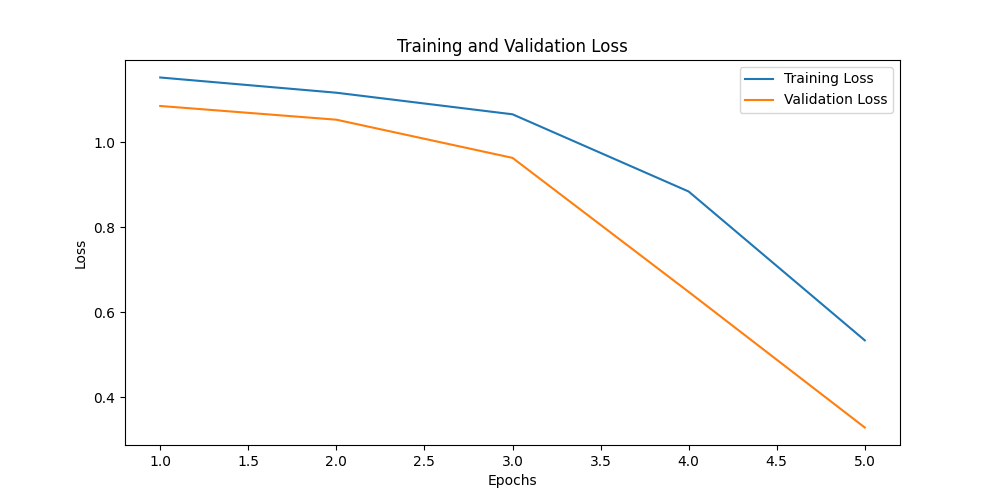 Training and Validation Loss
Training Loss
Validation Loss
1.0
0.8
0.6
0.4
Loss
1.0 1.5 2.0 2.5 3.0 3.5 4.0 4.5 5.0
Epochs